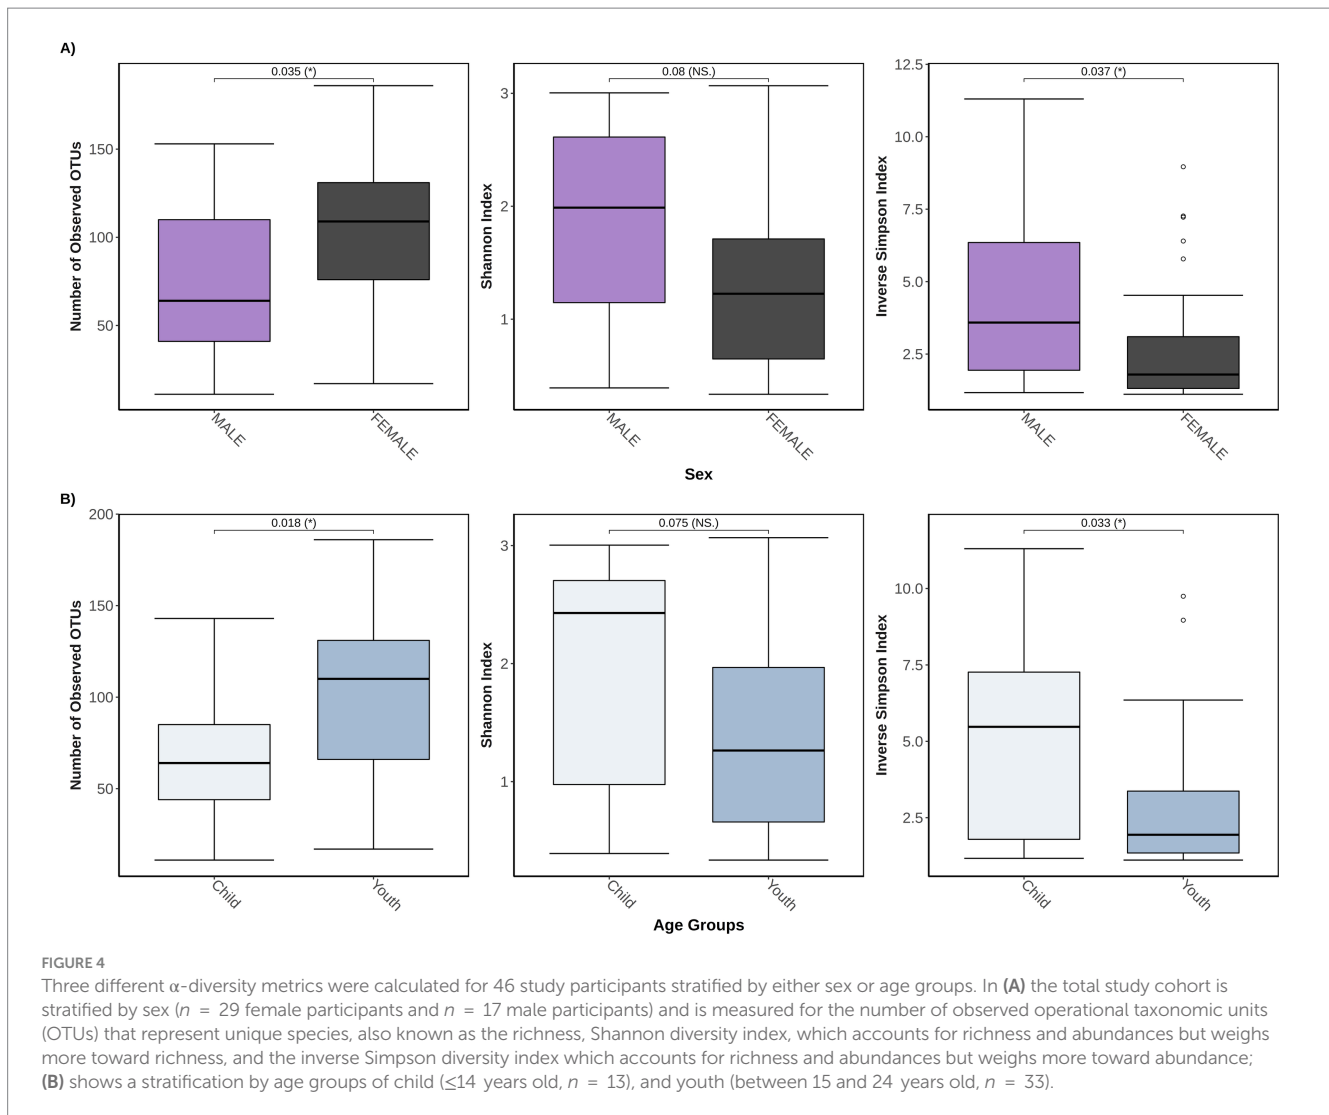 A)
0.035 (*)
0.08 (NS.)
0.037 (*)
Number of Observed OTUs
150
100
50
MALE
FEMALE
Shannon Index
3
2
1
MALE
FEMALE
Inverse Simpson Index
12.5
10.0
7.5
5.0
2.5
MALE
FEMALE
Sex
B)
0.018 (*)
0.075 (NS.)
0.033 (*)
Number of Observed OTUs
200
150
100
50
Child
Youth
Shannon Index
3
2
1
Child
Youth
Inverse Simpson Index
10.0
7.5
5.0
2.5
Child
Youth
Age Groups
FIGURE 4
Three different α-diversity metrics were calculated for 46 study participants stratified by either sex or age groups. In (A) the total study cohort is
stratified by sex (n = 29 female participants and n = 17 male participants) and is measured for the number of observed operational taxonomic units
(OTUs) that represent unique species, also known as the richness, Shannon diversity index, which accounts for richness and abundances but weighs
more toward richness, and the inverse Simpson diversity index which accounts for richness and abundances but weighs more toward abundance;
(B) shows a stratification by age groups of child (≤14 years old, n = 13), and youth (between 15 and 24 years old, n = 33).